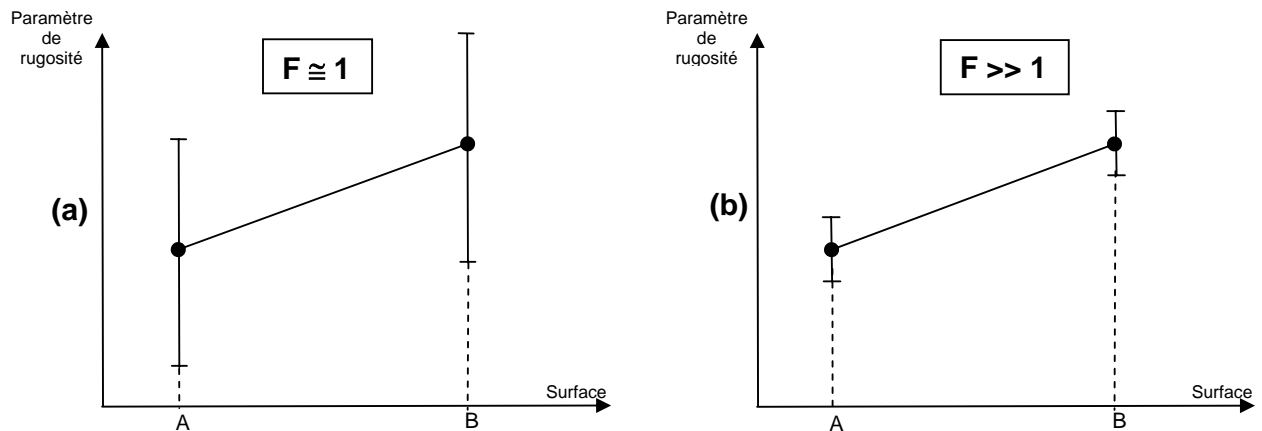 Paramètre
de
rugosité
F ≅ 1
(a)
Surface
A
B
Paramètre
de
rugosité
F >> 1
(b)
Surface
A
B